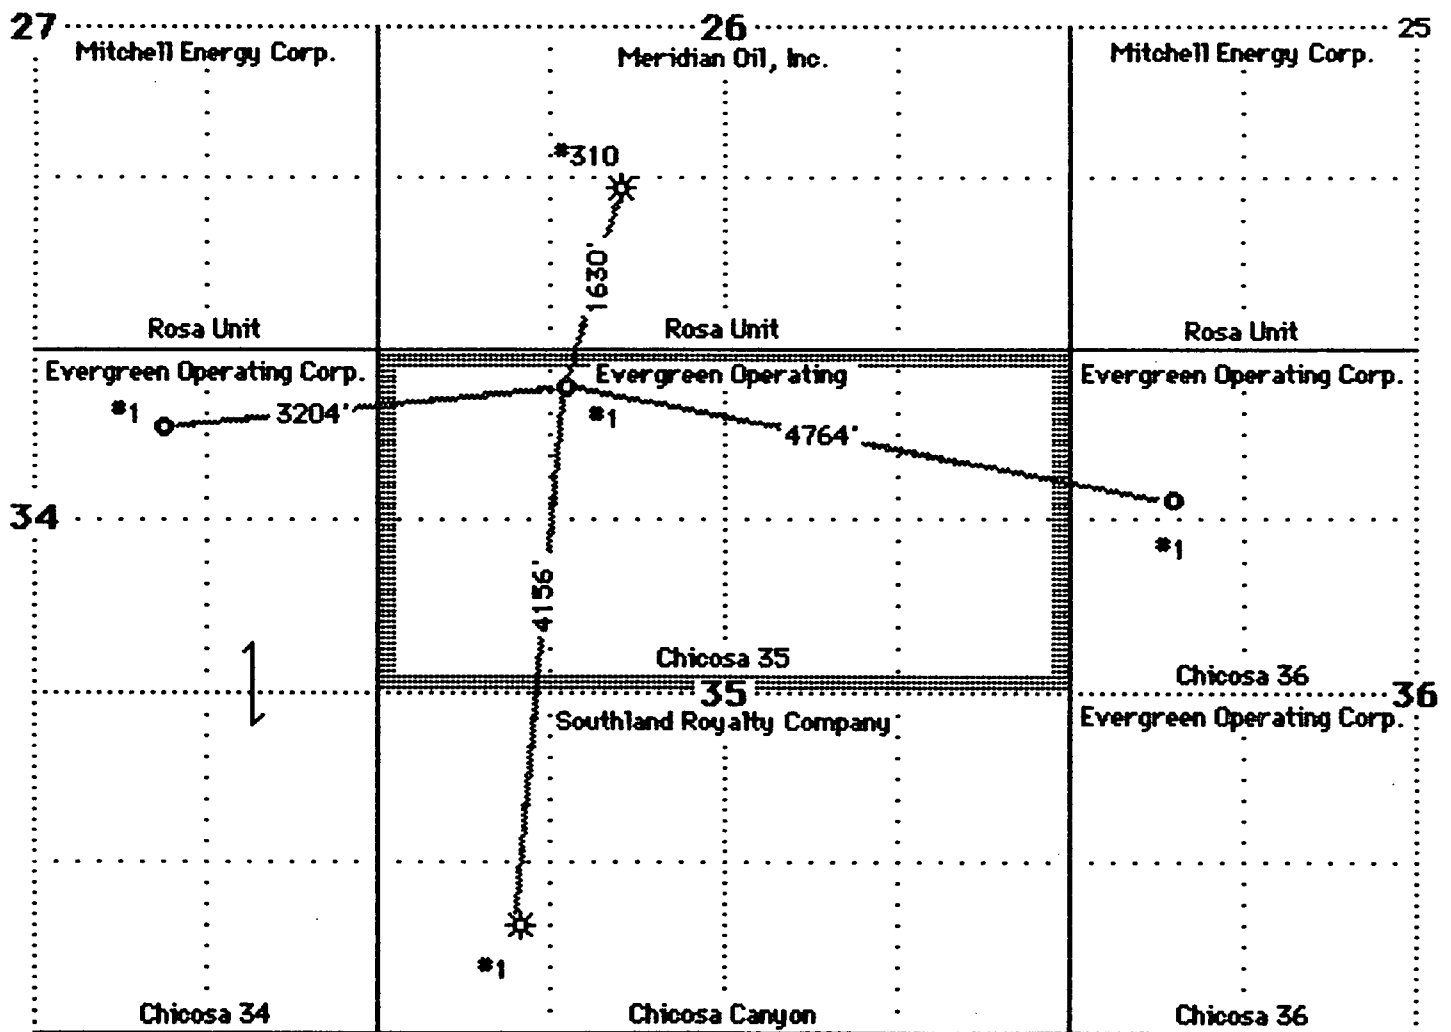 27 26 25
Mitchell Energy Corp. Meridian Oil, Inc. Mitchell Energy Corp.
#310
1630'
Rosa Unit Rosa Unit Rosa Unit
Evergreen Operating Corp. Evergreen Operating Evergreen Operating Corp.
#1 3204' #1
4764'
34
#1
4156'
Chicosa 35
Chicosa 36
35 36
Southland Royalty Company Evergreen Operating Corp.
#1
Chicosa 34 Chicosa Canyon Chicosa 36